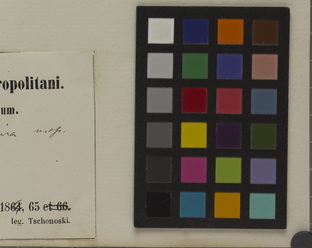 ropolitani.
um.
1864, 65 et 66.
leg. Tschonoski.